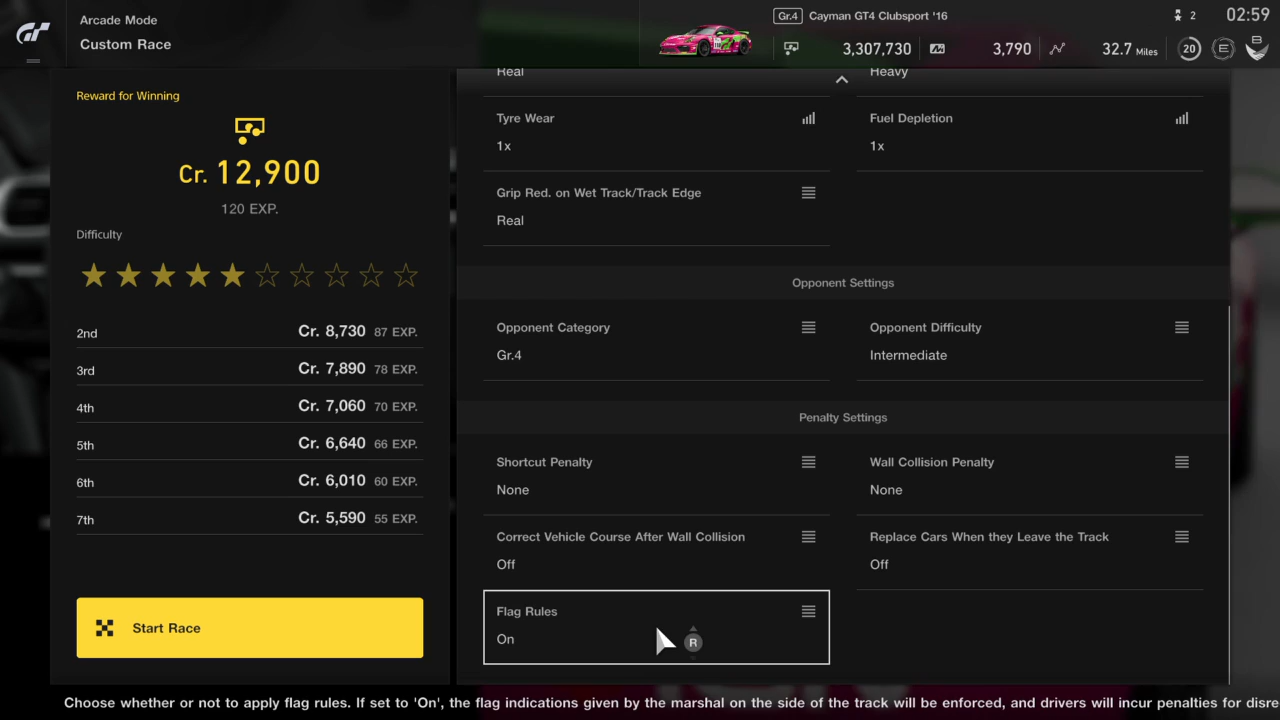 Arcade Mode
Custom Race
Gr.4 Cayman GT4 Clubsport '16
2
02:59
3,307,730
3,790
32.7 Miles
20
E
B
Reward for Winning
Cr. 12,900
120 EXP.
Difficulty
2nd Cr. 8,730 87 EXP.
3rd Cr. 7,890 78 EXP.
4th Cr. 7,060 70 EXP.
5th Cr. 6,640 66 EXP.
6th Cr. 6,010 60 EXP.
7th Cr. 5,590 55 EXP.
Start Race
Real
Heavy
Tyre Wear
1x
Fuel Depletion
1x
Grip Red. on Wet Track/Track Edge
Real
Opponent Settings
Opponent Category
Gr.4
Opponent Difficulty
Intermediate
Penalty Settings
Shortcut Penalty
None
Wall Collision Penalty
None
Correct Vehicle Course After Wall Collision
Off
Replace Cars When they Leave the Track
Off
Flag Rules
On
R
Choose whether or not to apply flag rules. If set to 'On', the flag indications given by the marshal on the side of the track will be enforced, and drivers will incur penalties for disre